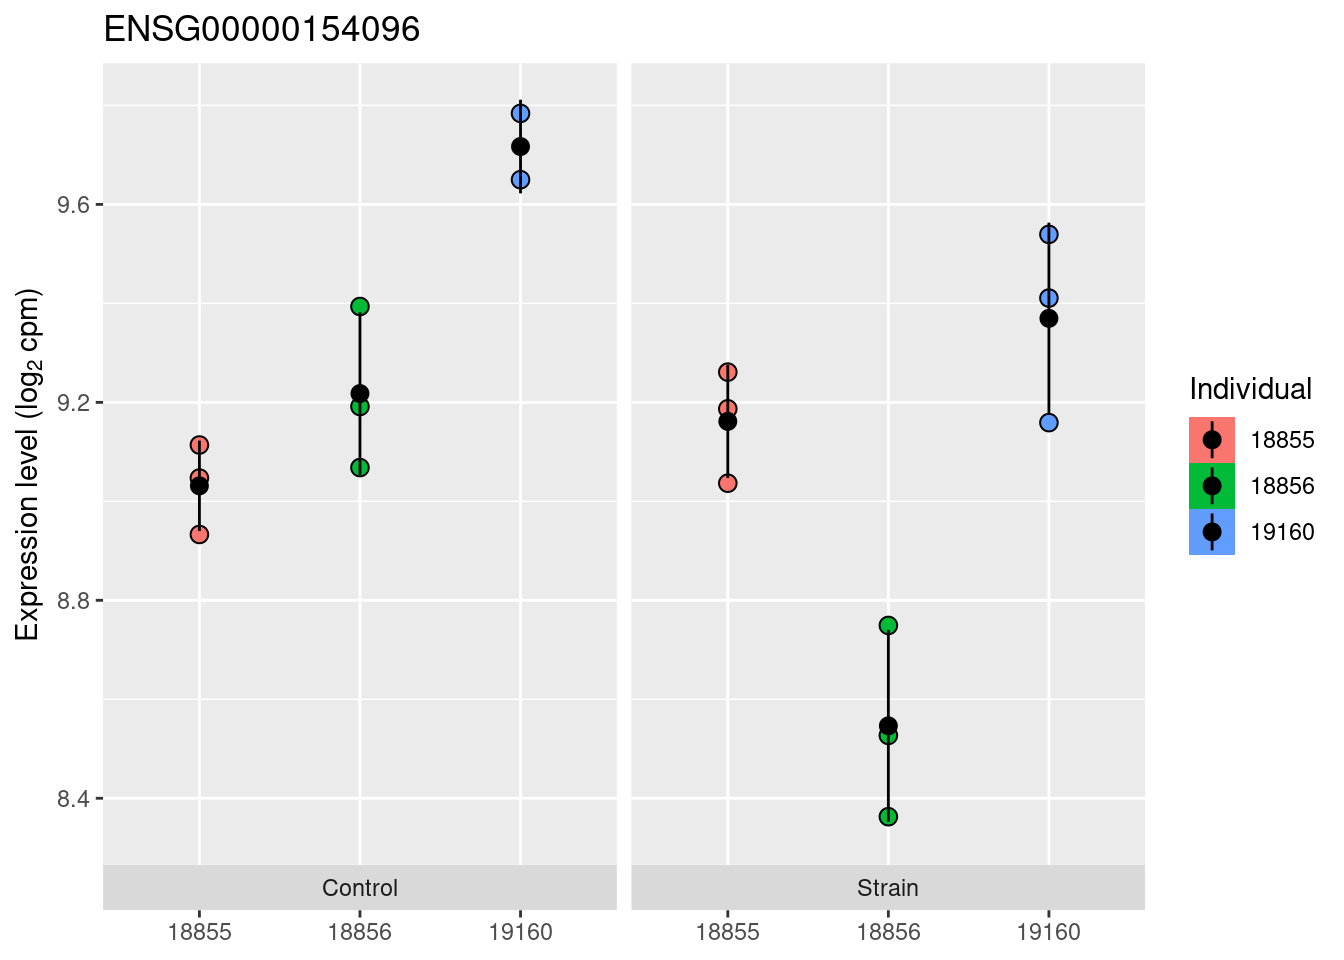 ENSG00000154096
Expression level (log₂ cpm)
9.6
9.2
8.8
8.4
Control
Strain
18855
18856
19160
18855
18856
19160
Individual
18855
18856
19160